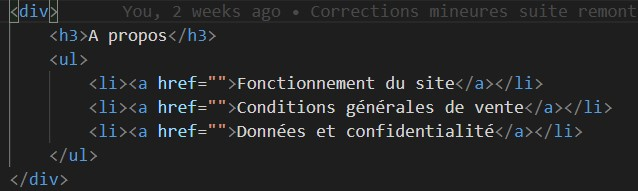 <div> You, 2 weeks ago • Corrections mineures suite remont
<h3>A propos</h3>
<ul>
<li><a href="">Fonctionnement du site</a></li>
<li><a href="">Conditions générales de vente</a></li>
<li><a href="">Données et confidentialité</a></li>
</ul>
</div>